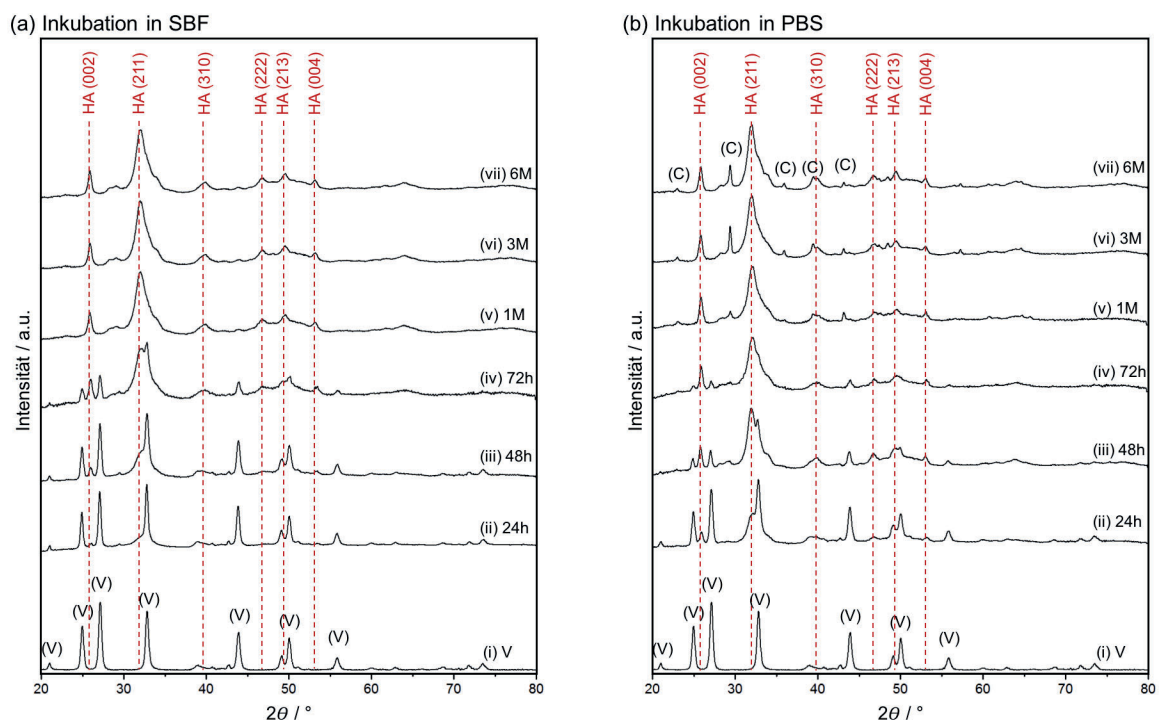 (a) Inkubation in SBF
HA (002)
HA (211)
HA (310)
HA (222)
HA (213)
HA (004)
(vii) 6M
(vi) 3M
(v) 1M
(iv) 72h
(iii) 48h
(ii) 24h
(V)
(V)
(V)
(V)
(V)
(V)
(V)
(i) V
Intensität / a.u.
20 30 40 50 60 70 80
2θ / °
(b) Inkubation in PBS
HA (002)
HA (211)
HA (310)
HA (222)
HA (213)
HA (004)
(C)
(C)
(C)
(C)
(C)
(vii) 6M
(vi) 3M
(v) 1M
(iv) 72h
(iii) 48h
(ii) 24h
(V)
(V)
(V)
(V)
(V)
(V)
(V)
(i) V
Intensität / a.u.
20 30 40 50 60 70 80
2θ / °